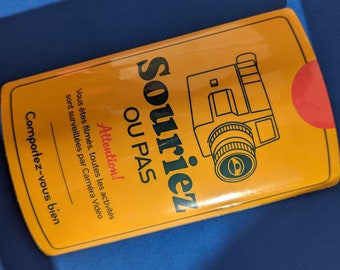 Souriez
OU PAS
Attention!
Vous êtes filmés, toutes les activités
sont surveillées par Caméra Vidéo.
Comportez-vous bien